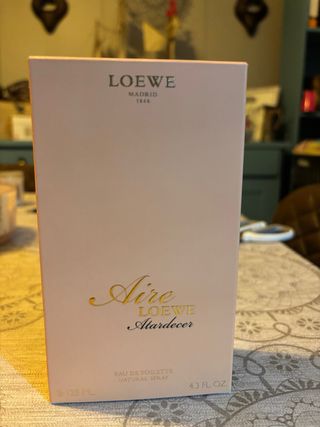 LOEWE
MADRID
1846
Aire
LOEWE
Atardecer
EAU DE TOILETTE
NATURAL SPRAY
4.3 FL. OZ.